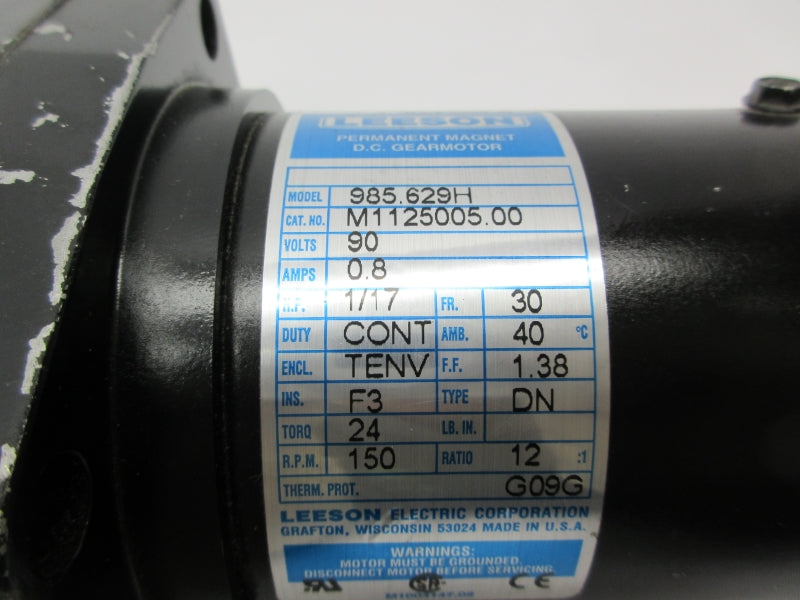 LEESON
PERMANENT MAGNET
D.C. GEARMOTOR
MODEL 985.629H
CAT. NO. M1125005.00
VOLTS 90
AMPS 0.8
H.P. 1/17 FR. 30
DUTY CONT AMB. 40 °C
ENCL. TENV F.F. 1.38
INS. F3 TYPE DN
TORQ 24 LB. IN.
R.P.M. 150 RATIO 12 :1
THERM. PROT. G09G
LEESON ELECTRIC CORPORATION
GRAFTON, WISCONSIN 53024 MADE IN U.S.A.
WARNINGS:
MOTOR MUST BE GROUNDED.
DISCONNECT MOTOR BEFORE SERVICING.